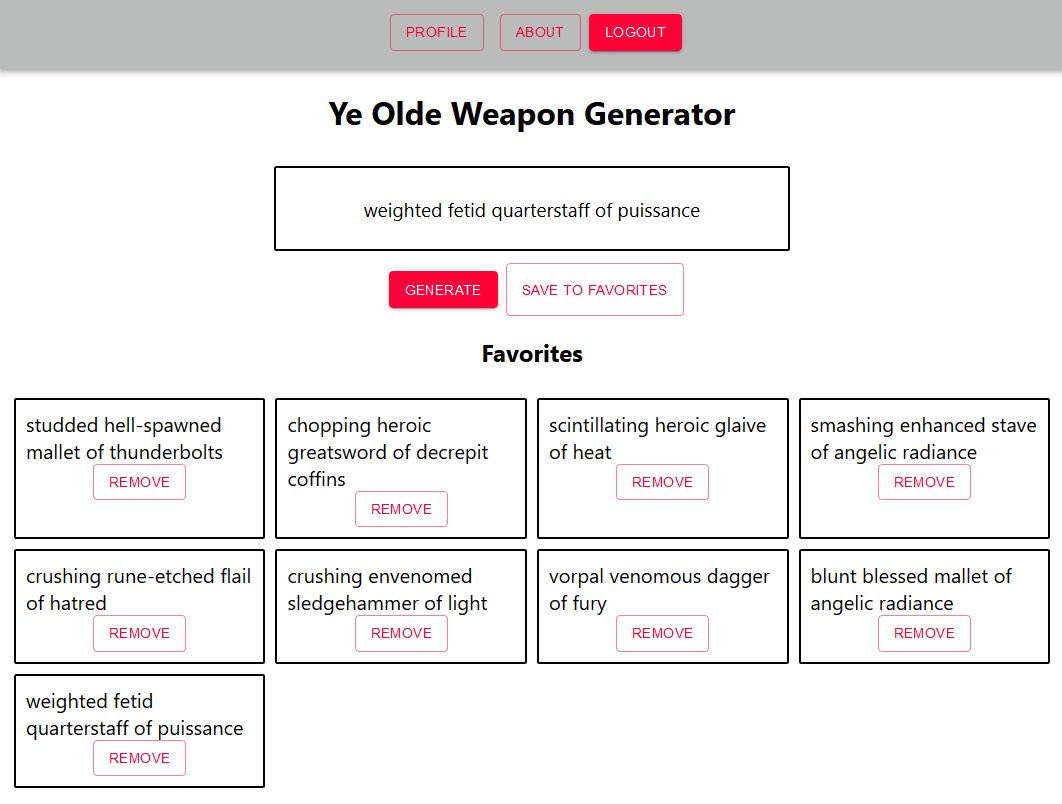 PROFILE ABOUT LOGOUT
Ye Olde Weapon Generator
weighted fetid quarterstaff of puissance
GENERATE SAVE TO FAVORITES
Favorites
studded hell-spawned
mallet of thunderbolts
REMOVE
chopping heroic
greatsword of decrepit
coffins
REMOVE
scintillating heroic glaive
of heat
REMOVE
smashing enhanced stave
of angelic radiance
REMOVE
crushing rune-etched flail
of hatred
REMOVE
crushing envenomed
sledgehammer of light
REMOVE
vorpal venomous dagger
of fury
REMOVE
blunt blessed mallet of
angelic radiance
REMOVE
weighted fetid
quarterstaff of puissance
REMOVE